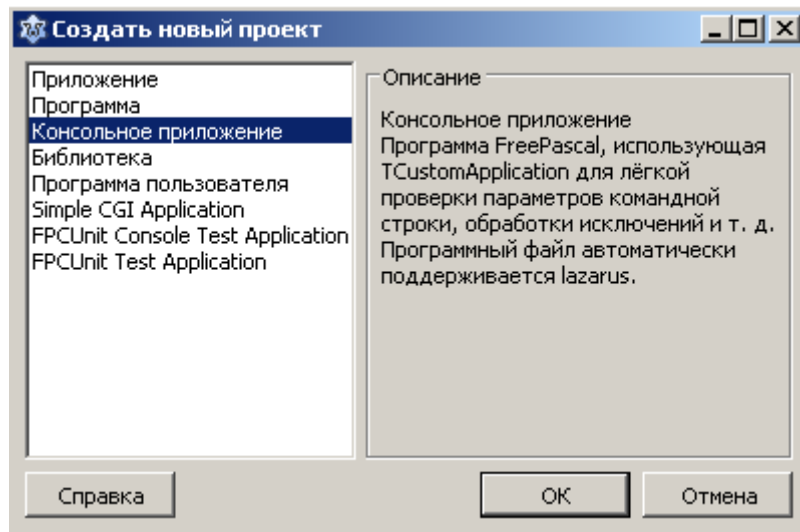 Создать новый проект
Приложение
Программа
Консольное приложение
Библиотека
Программа пользователя
Simple CGI Application
FPCUnit Console Test Application
FPCUnit Test Application
Описание
Консольное приложение
Программа FreePascal, использующая
TCustomApplication для лёгкой
проверки параметров командной
строки, обработки исключений и т. д.
Программный файл автоматически
поддерживается lazarus.
Справка
ОК
Отмена